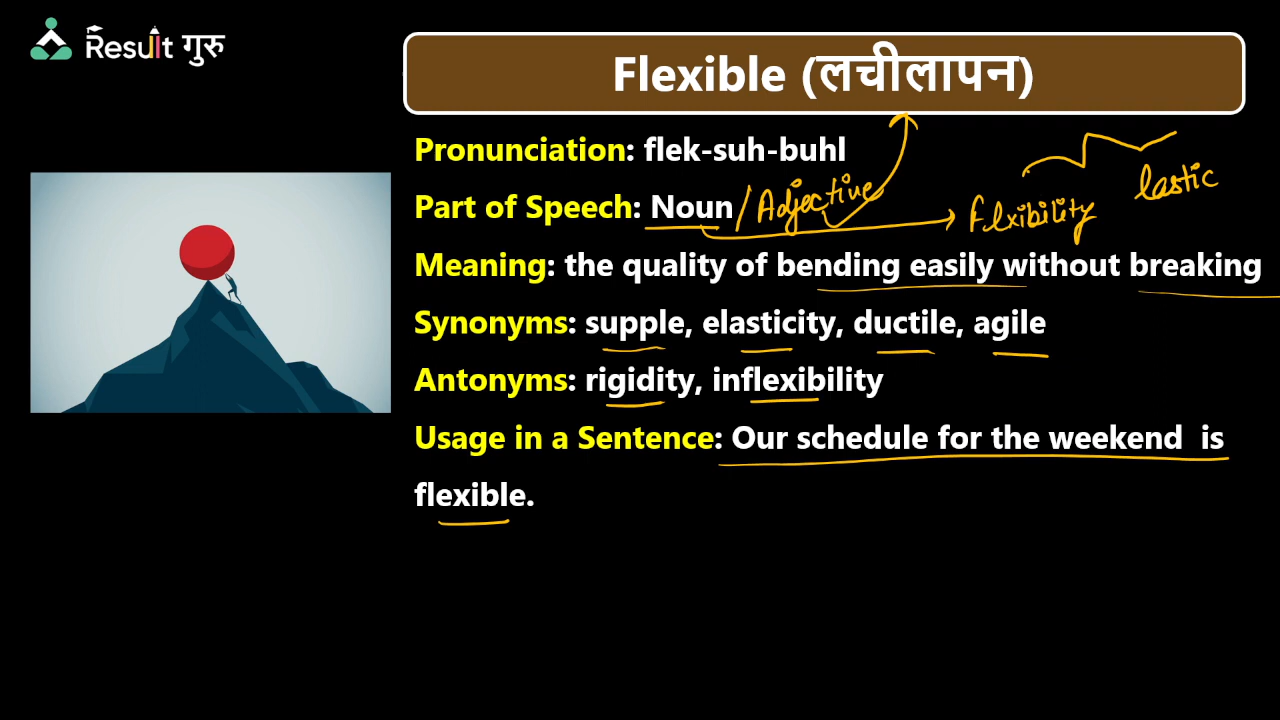 Result गुरु
Flexible (लचीलापन)
Pronunciation: flek-suh-buhl
Part of Speech: Noun/Adjective
Flxibility
lastic
Meaning: the quality of bending easily without breaking
Synonyms: supple, elasticity, ductile, agile
Antonyms: rigidity, inflexibility
Usage in a Sentence: Our schedule for the weekend is
flexible.